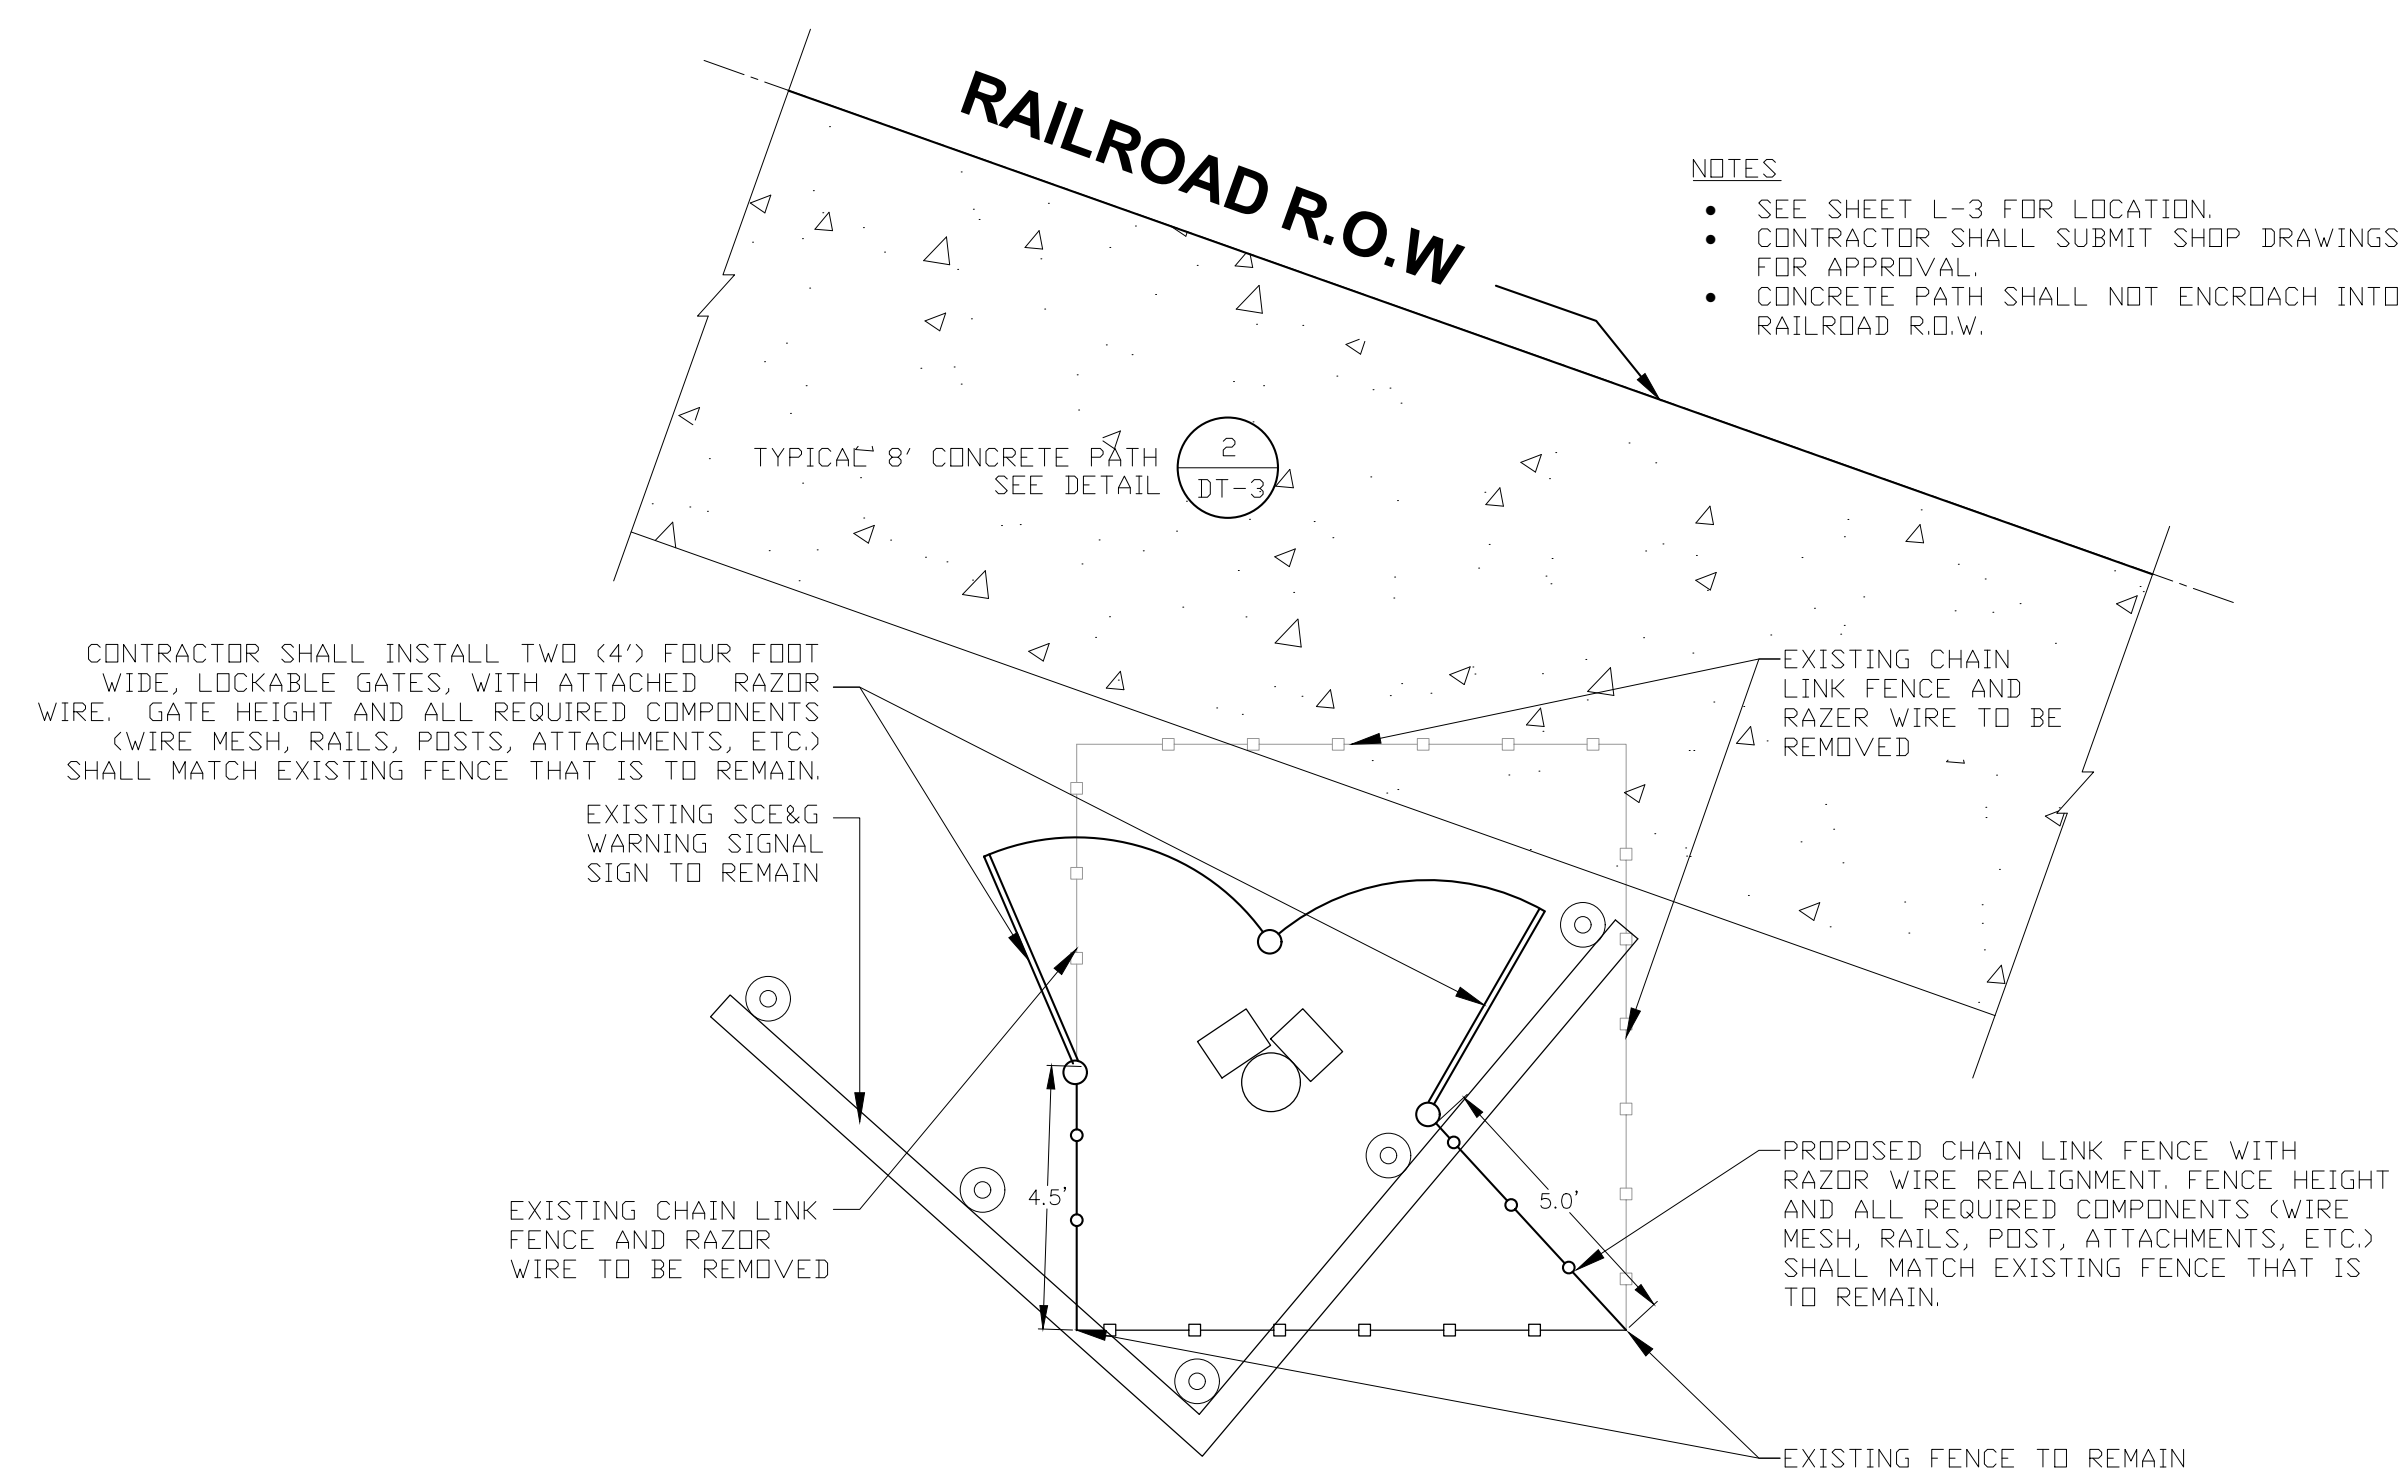 RAILROAD R.O.W
NOTES
• SEE SHEET L-3 FOR LOCATION.
• CONTRACTOR SHALL SUBMIT SHOP DRAWINGS
FOR APPROVAL.
• CONCRETE PATH SHALL NOT ENCROACH INTO
RAILROAD R.O.W.
TYPICAL 8' CONCRETE PATH
SEE DETAIL
2
DT-3
CONTRACTOR SHALL INSTALL TWO (4') FOUR FOOT
WIDE, LOCKABLE GATES, WITH ATTACHED RAZOR
WIRE. GATE HEIGHT AND ALL REQUIRED COMPONENTS
(WIRE MESH, RAILS, POSTS, ATTACHMENTS, ETC.)
SHALL MATCH EXISTING FENCE THAT IS TO REMAIN.
EXISTING CHAIN
LINK FENCE AND
RAZER WIRE TO BE
REMOVED
EXISTING SCE&G
WARNING SIGNAL
SIGN TO REMAIN
4.5'
5.0'
EXISTING CHAIN LINK
FENCE AND RAZOR
WIRE TO BE REMOVED
PROPOSED CHAIN LINK FENCE WITH
RAZOR WIRE REALIGNMENT. FENCE HEIGHT
AND ALL REQUIRED COMPONENTS (WIRE
MESH, RAILS, POST, ATTACHMENTS, ETC.)
SHALL MATCH EXISTING FENCE THAT IS
TO REMAIN.
EXISTING FENCE TO REMAIN